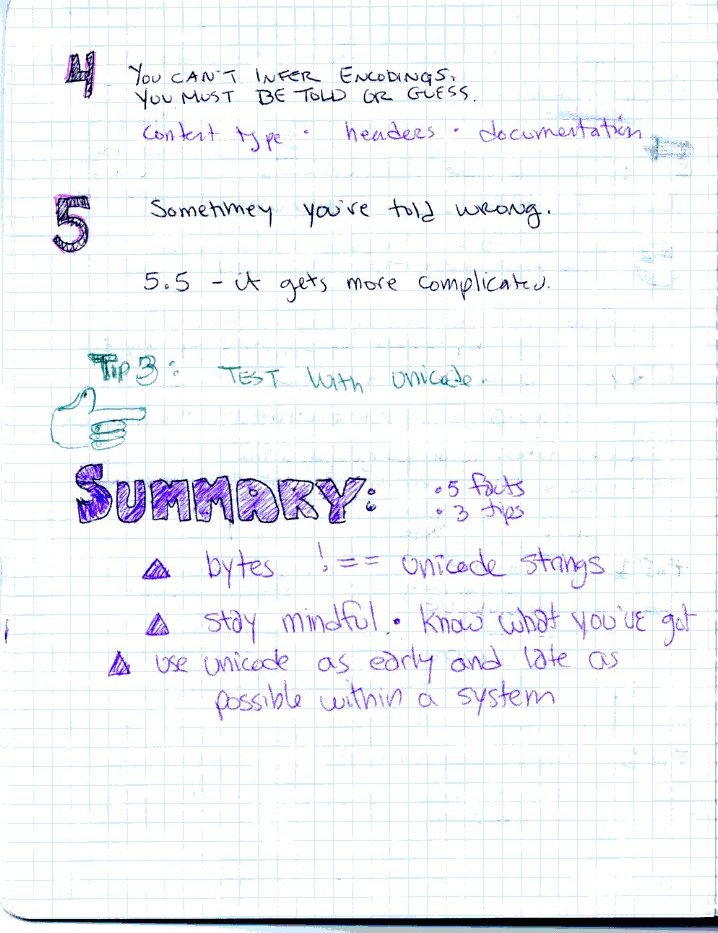 4 YOU CAN'T INFER ENCODINGS.
YOU MUST BE TOLD OR GUESS.
content type · headers · documentation
5 Sometimes you're told wrong.
5.5 - it gets more complicated.
TIP 3: TEST with unicode.
SUMMARY:
· 5 facts
· 3 tips
bytes !== unicode strings
stay mindful. · know what you've got
use unicode as early and late as
possible within a system